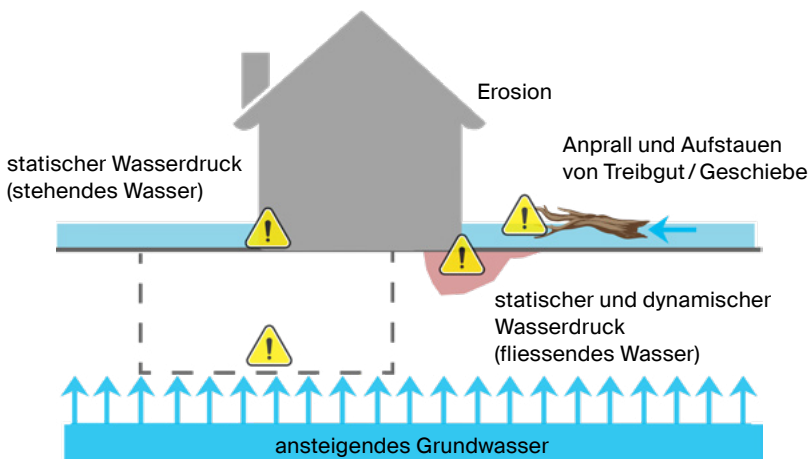 Erosion
Anprall und Aufstauen
von Treibgut / Geschiebe
statischer Wasserdruck
(stehendes Wasser)
statischer und dynamischer
Wasserdruck
(fliessendes Wasser)
ansteigendes Grundwasser